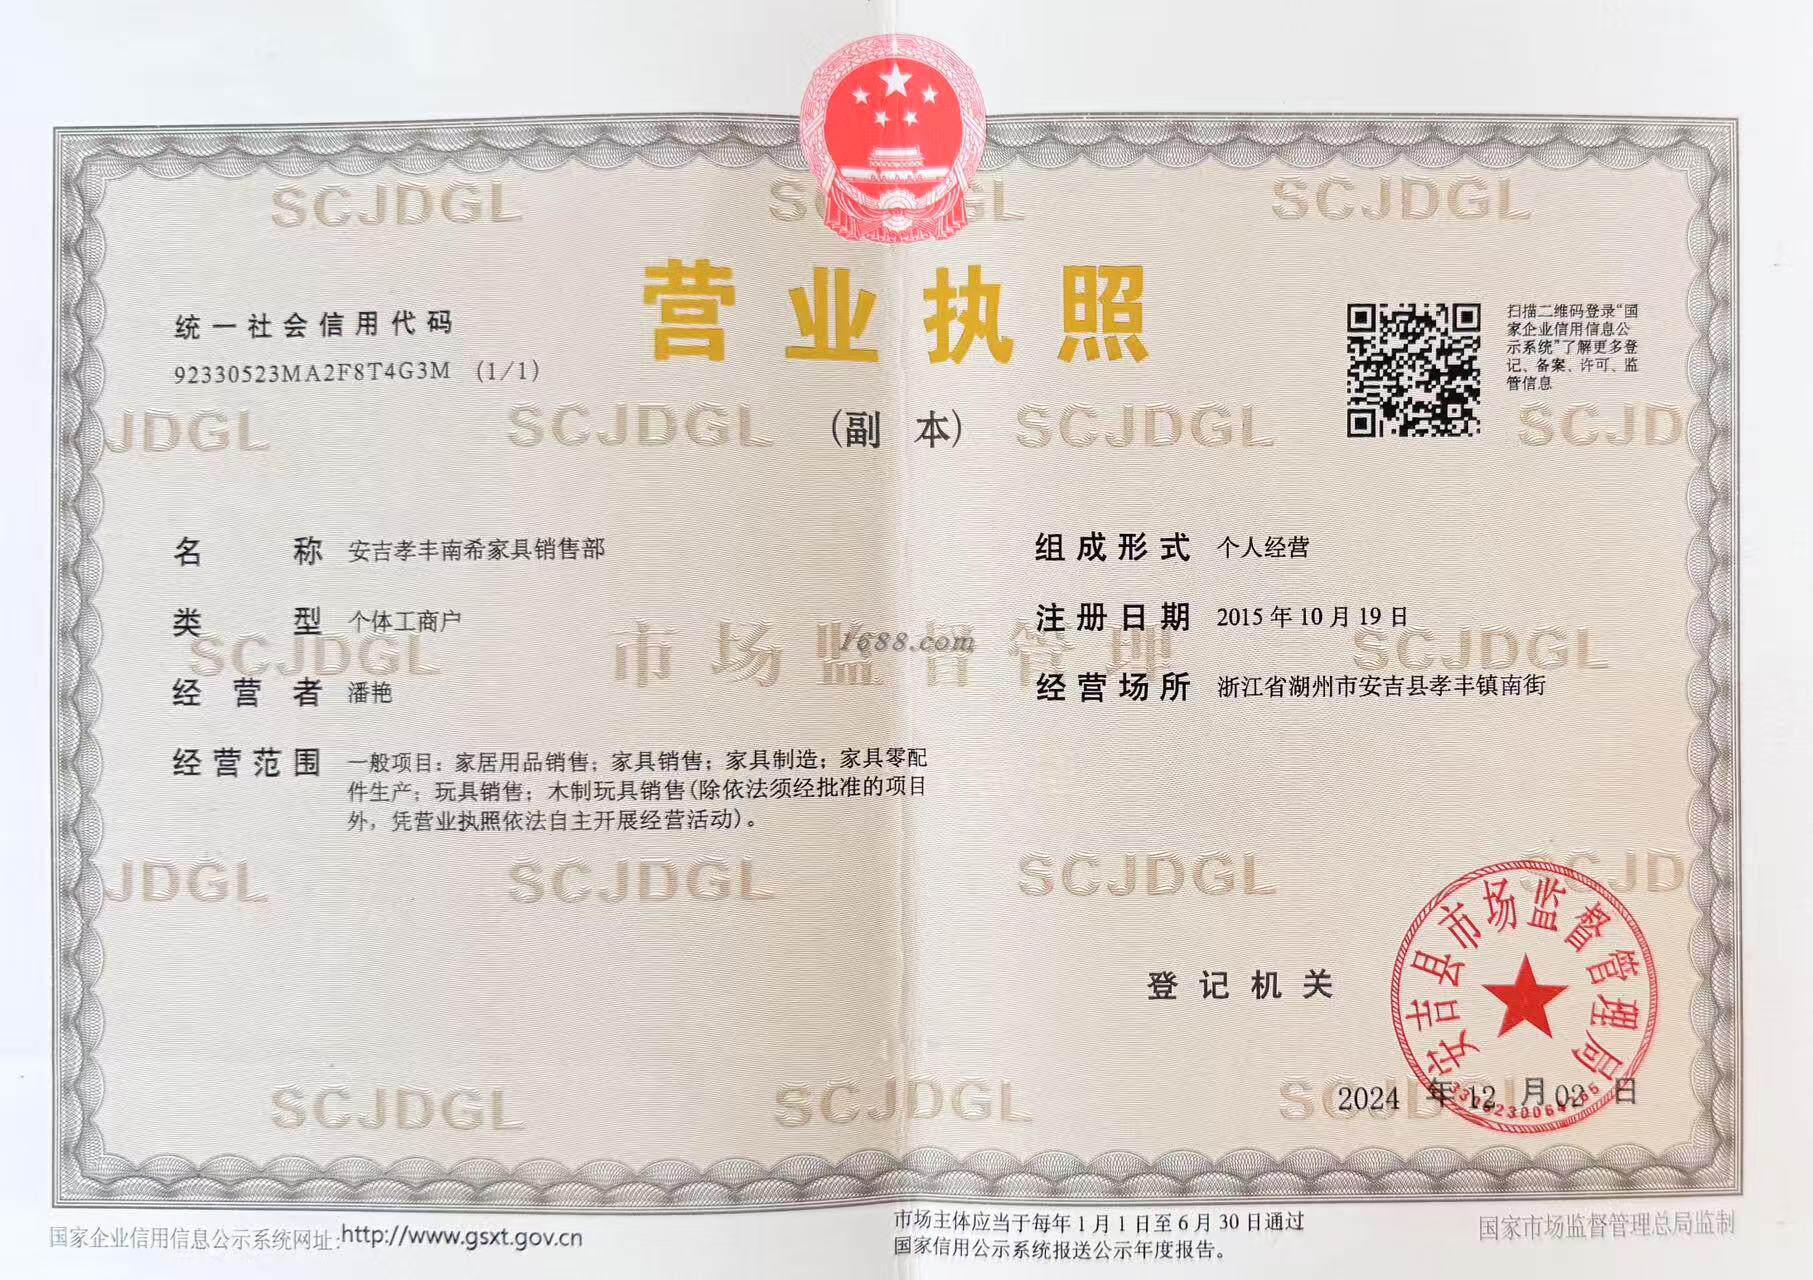 SCJDGL SCJDGL SCJDGL
营业执照
(副 本)
统一社会信用代码
92330523MA2F8T4G3M (1/1)
扫描二维码登录“国
家企业信用信息公
示系统”了解更多登
记、备案、许可、监
管信息
JDGL SCJDGL SCJDGL SCJD
名 称 安吉孝丰南希家具销售部
类 型 个体工商户
经 营 者 潘艳
经 营 范 围 一般项目：家居用品销售；家具销售；家具制造；家具零配
件生产；玩具销售；木制玩具销售(除依法须经批准的项目
外，凭营业执照依法自主开展经营活动)。
组成形式 个人经营
注册日期 2015 年 10 月 19 日
经营场所 浙江省湖州市安吉县孝丰镇南街
SCJDGL 市场监督管理 SCJDGL
1688.com
JDGL SCJDGL SCJDGL SCJD
登记机关
安吉县市场监督管理局
2024 年 12 月 02 日
SCJDGL SCJDGL SCJD
国家企业信用信息公示系统网址:http://www.gsxt.gov.cn
市场主体应当于每年 1 月 1 日至 6 月 30 日通过
国家信用公示系统报送公示年度报告。
国家市场监督管理总局监制